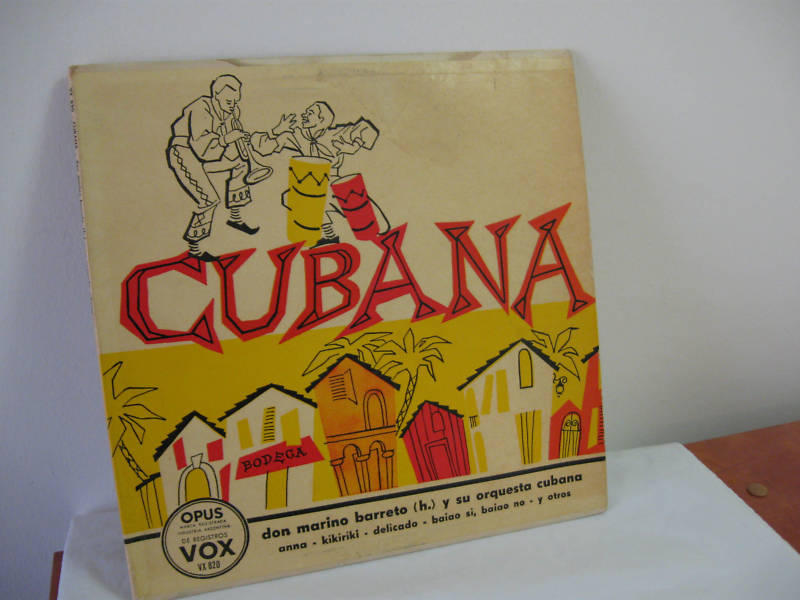 CUBANA
BODEGA
don marino barreto (h.) y su orquesta cubana
anna - kikiriki - delicado - baiao si, baiao no - y otros
OPUS
MARCA REGISTRADA
INDUSTRIA ARGENTINA
DE REGISTROS
VOX
VX 820